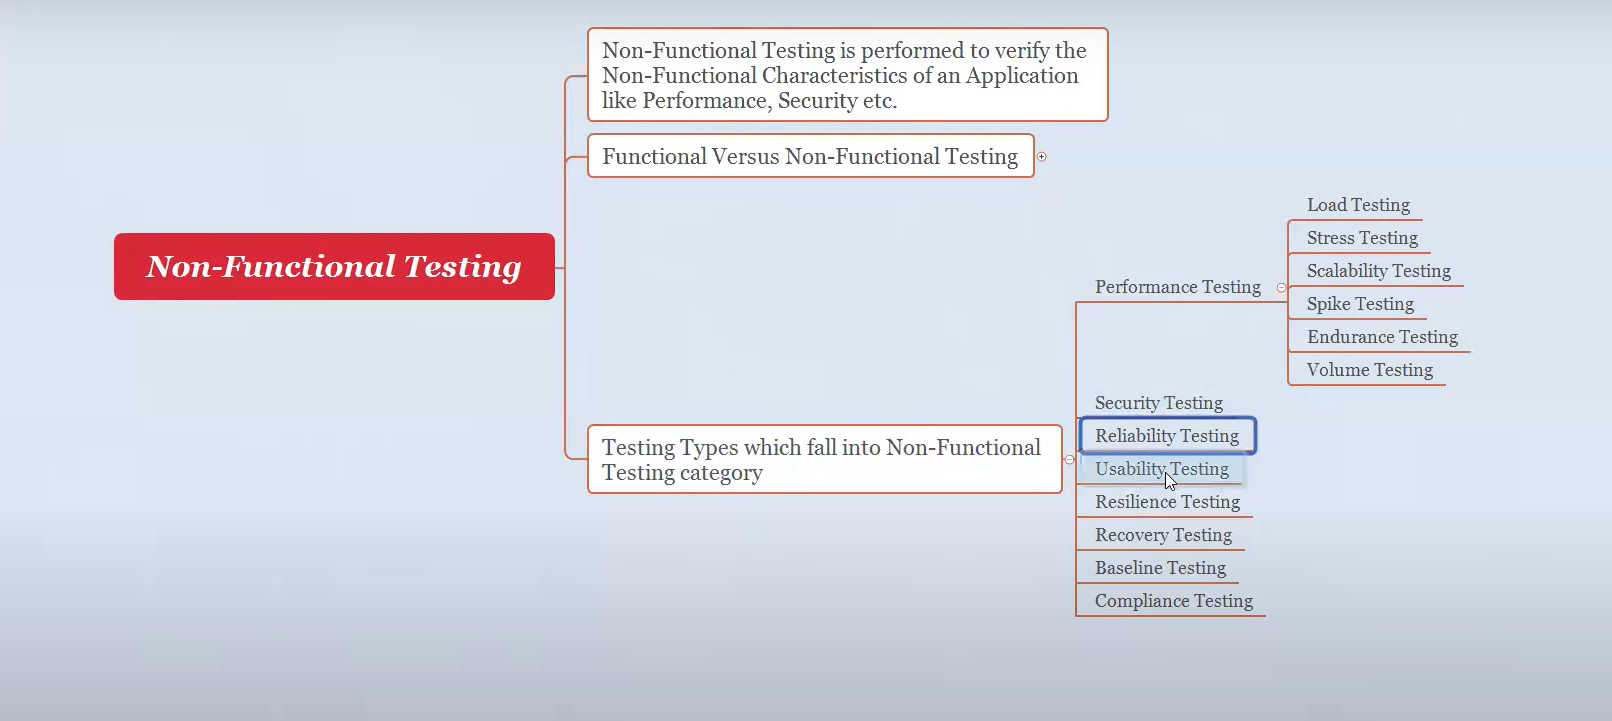 Non-Functional Testing is performed to verify the
Non-Functional Characteristics of an Application
like Performance, Security etc.
Functional Versus Non-Functional Testing
Non-Functional Testing
Load Testing
Stress Testing
Scalability Testing
Performance Testing
Spike Testing
Endurance Testing
Volume Testing
Testing Types which fall into Non-Functional
Testing category
Security Testing
Reliability Testing
Usability Testing
Resilience Testing
Recovery Testing
Baseline Testing
Compliance Testing